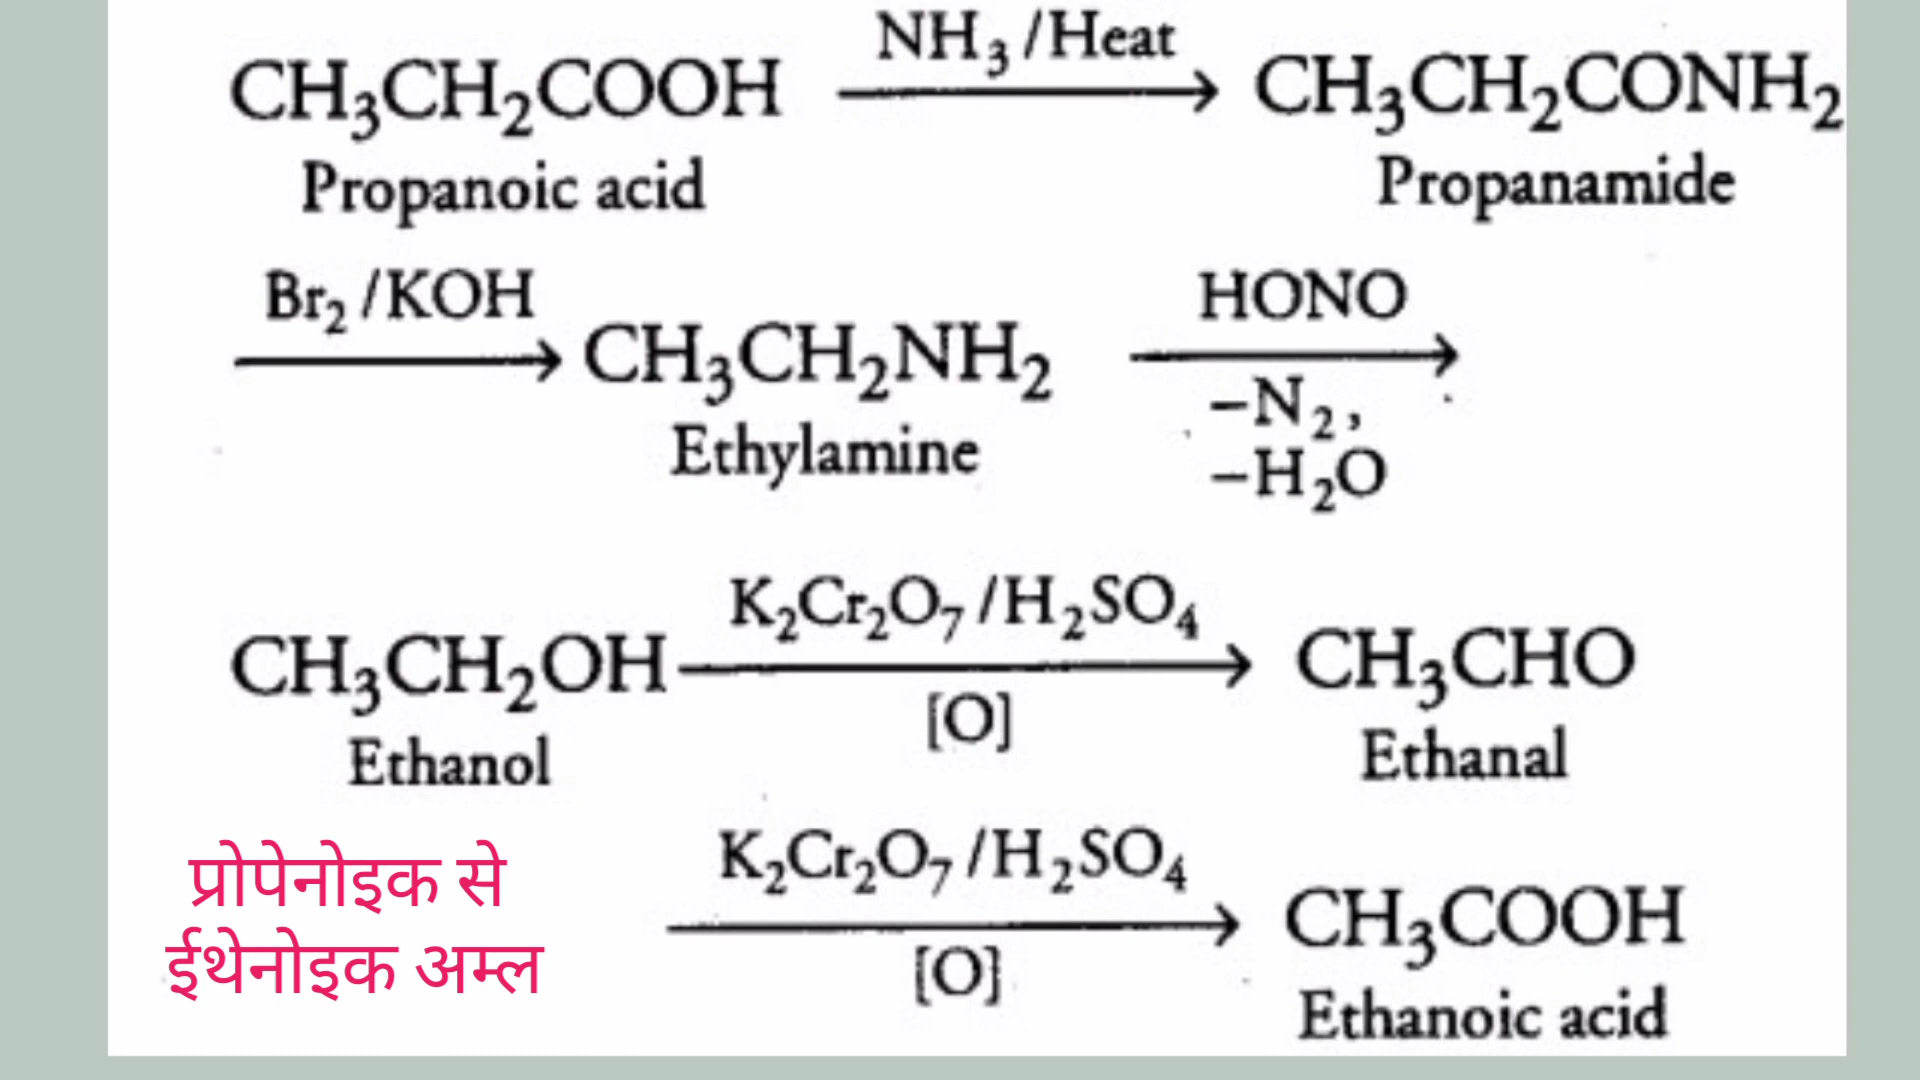 NH₃/Heat
CH₃CH₂COOH ⟶ CH₃CH₂CONH₂
Propanoic acid Propanamide
Br₂/KOH HONO
⟶ CH₃CH₂NH₂ ⟶
Ethylamine –N₂,
–H₂O
K₂Cr₂O₇/H₂SO₄
CH₃CH₂OH ⟶ CH₃CHO
[O]
Ethanol Ethanal
K₂Cr₂O₇/H₂SO₄
⟶ CH₃COOH
[O]
Ethanoic acid
प्रोपेनोइक से
ईथेनोइक अम्ल